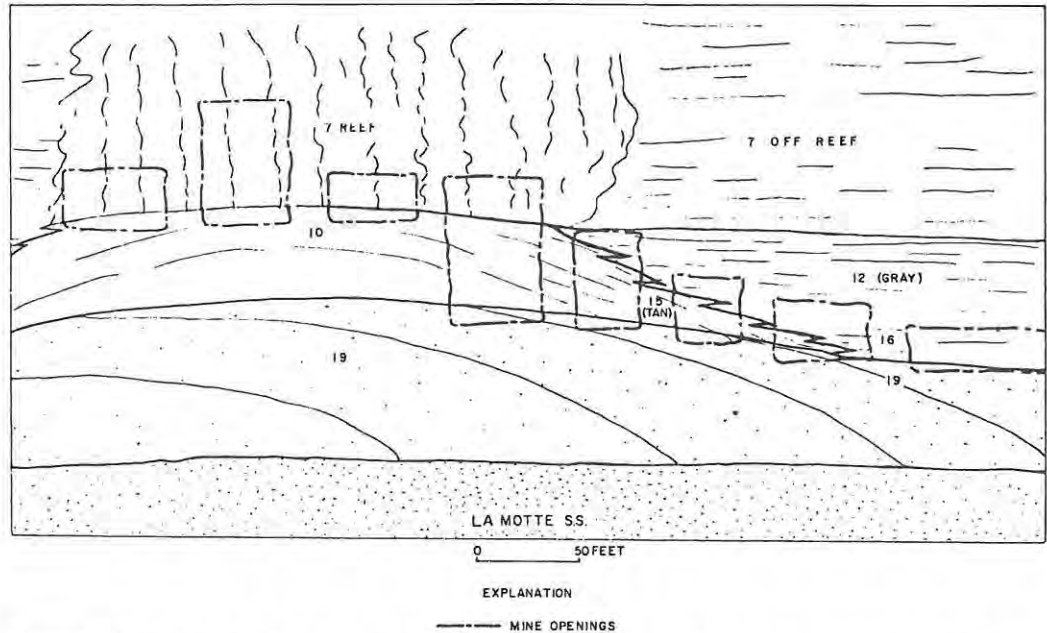 7 REEF
7 OFF REEF
10
12 (GRAY)
15
(TAN)
16
19
19
LA MOTTE S.S.
0 50 FEET
EXPLANATION
MINE OPENINGS